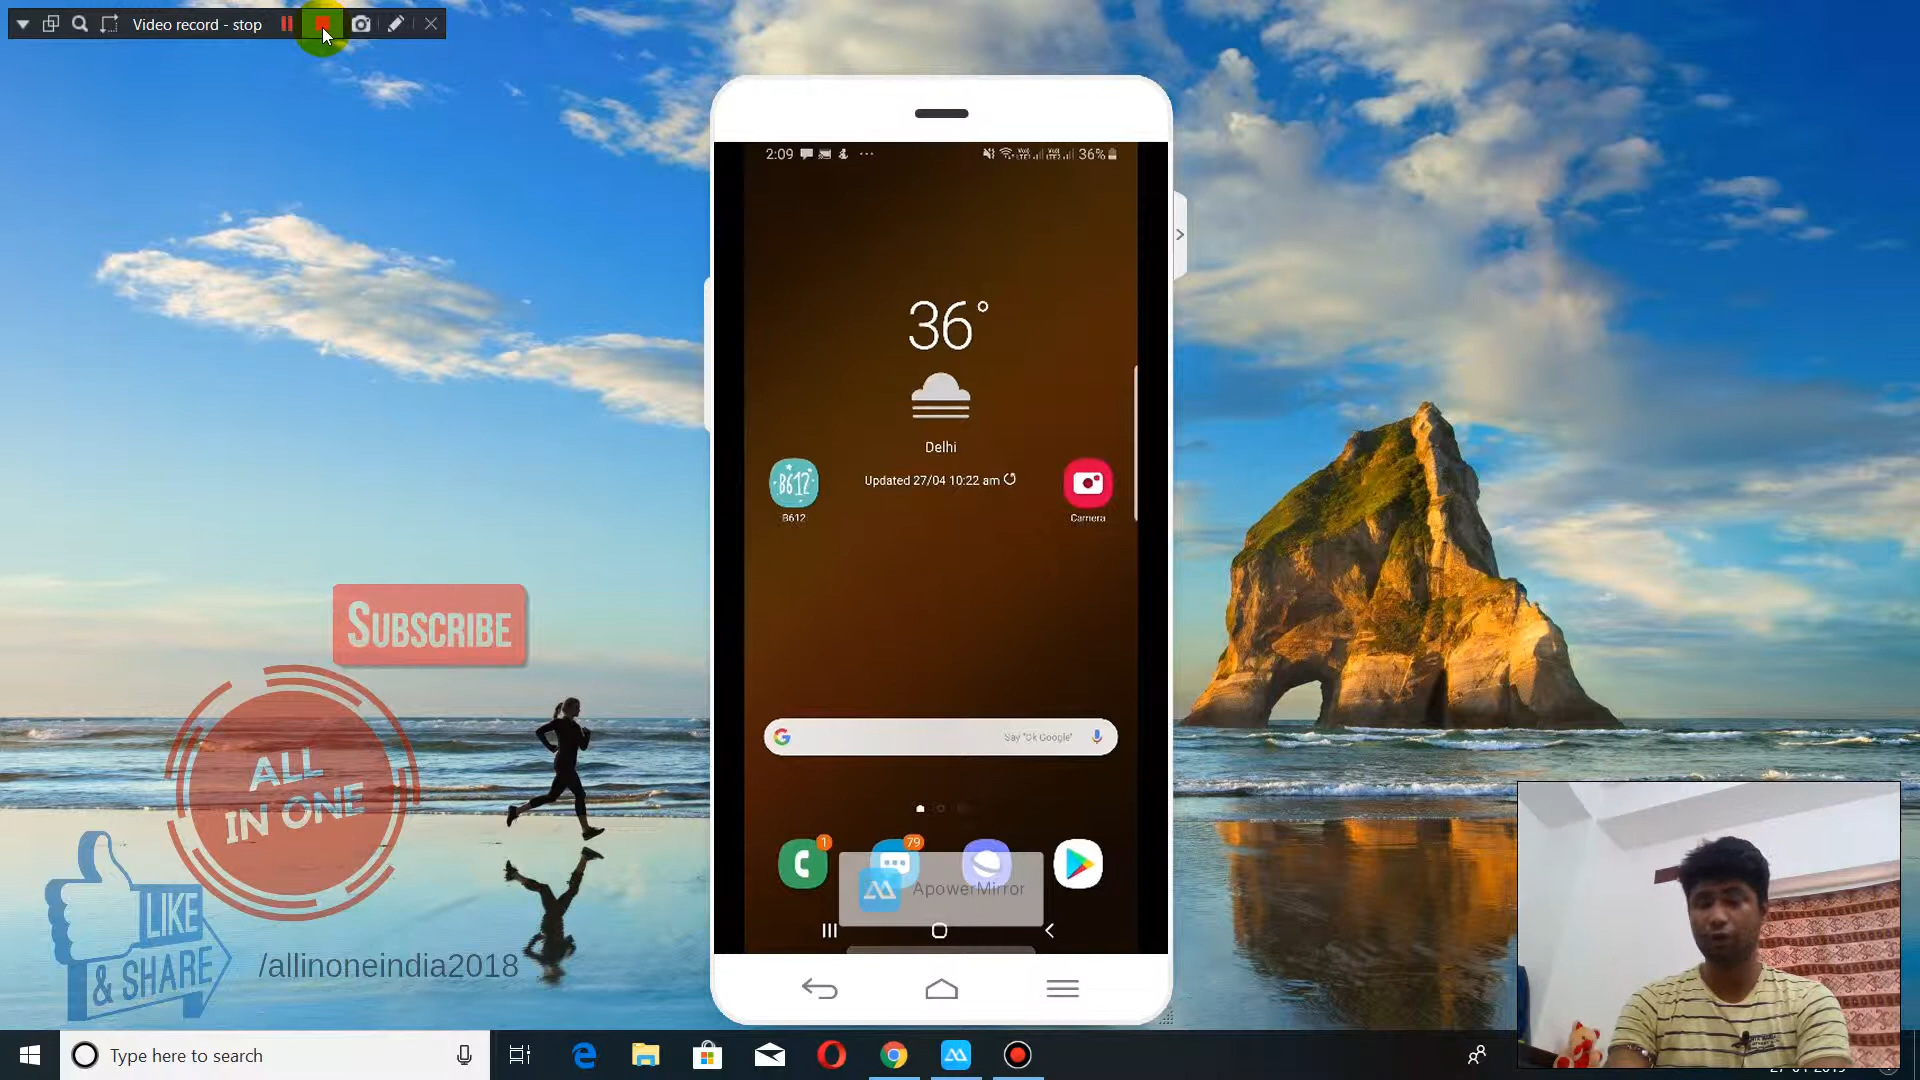 Video record - stop
2:09
36%
36°
Delhi
Updated 27/04 10:22 am
B612
B612
Camera
SUBSCRIBE
ALL
IN ONE
LIKE
& SHARE
/allinoneindia2018
G
Say "Ok Google"
1
79
ApowerMirror
Type here to search